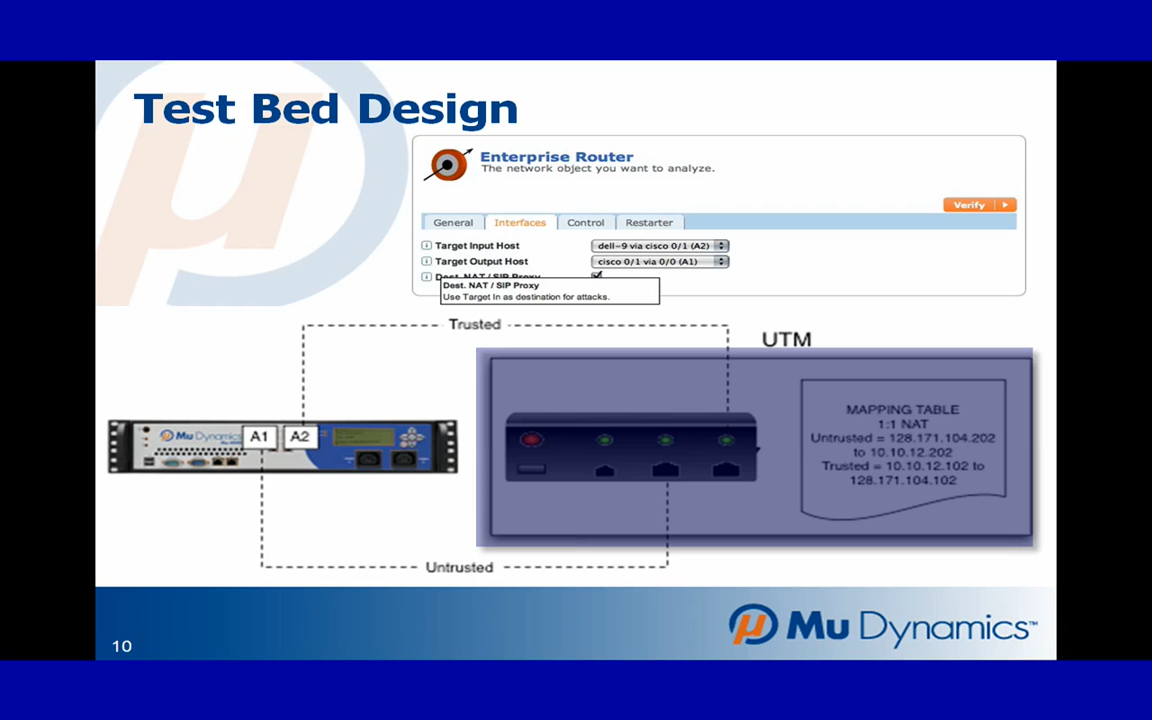 Test Bed Design
Enterprise Router
The network object you want to analyze.
Verify
General Interfaces Control Restarter
Target Input Host dell-9 via cisco 0/1 (A2)
Target Output Host cisco 0/1 via 0/0 (A1)
Dest. NAT / SIP Proxy
Dest. NAT / SIP Proxy
Use Target In as destination for attacks.
Trusted
UTM
Mu Dynamics
A1 A2
MAPPING TABLE
1:1 NAT
Untrusted = 128.171.104.202
to 10.10.12.202
Trusted = 10.10.12.102 to
128.171.104.102
Untrusted
10
µ Mu Dynamics™